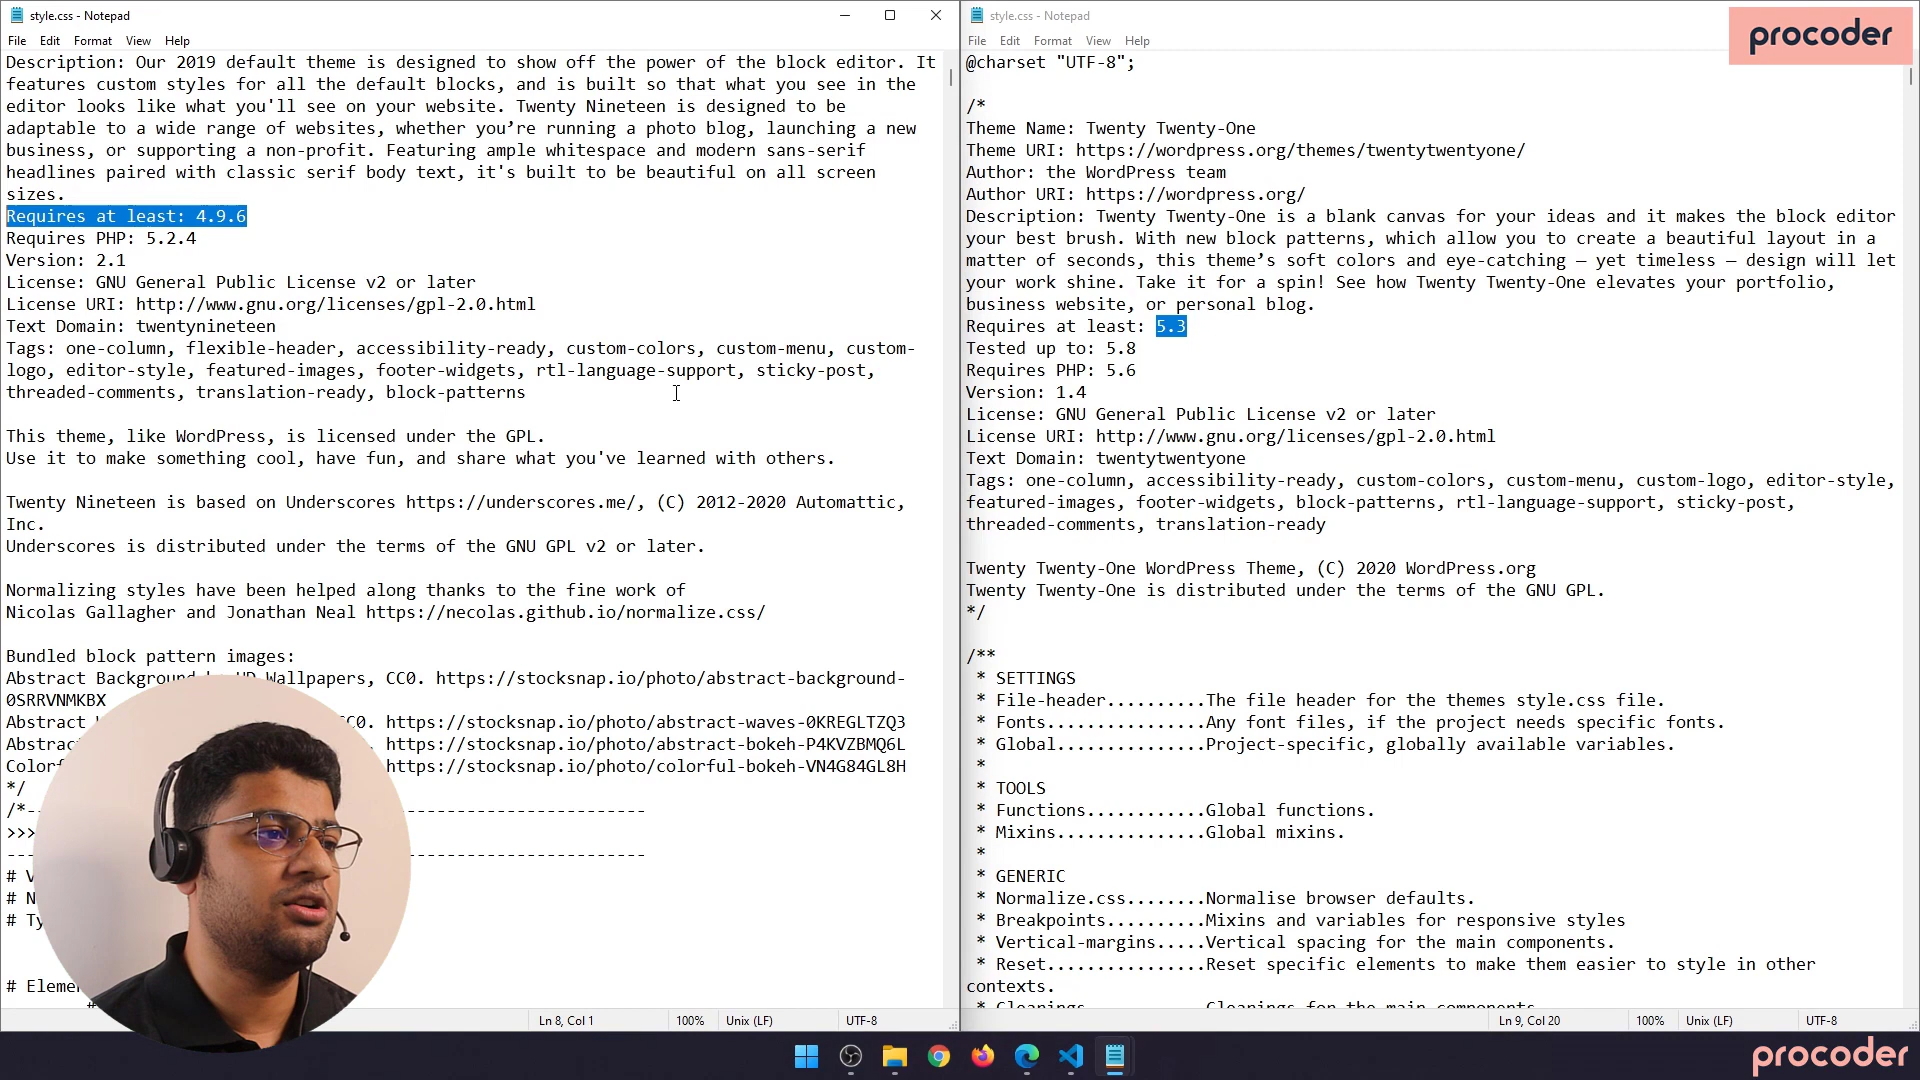 style.css - Notepad
File Edit Format View Help
Description: Our 2019 default theme is designed to show off the power of the block editor. It
features custom styles for all the default blocks, and is built so that what you see in the
editor looks like what you'll see on your website. Twenty Nineteen is designed to be
adaptable to a wide range of websites, whether you’re running a photo blog, launching a new
business, or supporting a non-profit. Featuring ample whitespace and modern sans-serif
headlines paired with classic serif body text, it's built to be beautiful on all screen
sizes.
Requires at least: 4.9.6
Requires PHP: 5.2.4
Version: 2.1
License: GNU General Public License v2 or later
License URI: http://www.gnu.org/licenses/gpl-2.0.html
Text Domain: twentynineteen
Tags: one-column, flexible-header, accessibility-ready, custom-colors, custom-menu, custom-
logo, editor-style, featured-images, footer-widgets, rtl-language-support, sticky-post,
threaded-comments, translation-ready, block-patterns
This theme, like WordPress, is licensed under the GPL.
Use it to make something cool, have fun, and share what you've learned with others.
Twenty Nineteen is based on Underscores https://underscores.me/, (C) 2012-2020 Automattic,
Inc.
Underscores is distributed under the terms of the GNU GPL v2 or later.
Normalizing styles have been helped along thanks to the fine work of
Nicolas Gallagher and Jonathan Neal https://necolas.github.io/normalize.css/
Bundled block pattern images:
Abstract Background by HD Wallpapers, CC0. https://stocksnap.io/photo/abstract-background-
0SRRVNMKBX
Abstract CC0. https://stocksnap.io/photo/abstract-waves-0KREGLTZQ3
https://stocksnap.io/photo/abstract-bokeh-P4KVZBMQ6L
https://stocksnap.io/photo/colorful-bokeh-VN4G84GL8H
*/
/*--------------------------
>>>
--------------------------
#
#
#
# Eleme
#
Ln 8, Col 1 100% Unix (LF) UTF-8
style.css - Notepad
File Edit Format View Help
procoder
@charset "UTF-8";
/*
Theme Name: Twenty Twenty-One
Theme URI: https://wordpress.org/themes/twentytwentyone/
Author: the WordPress team
Author URI: https://wordpress.org/
Description: Twenty Twenty-One is a blank canvas for your ideas and it makes the block editor
your best brush. With new block patterns, which allow you to create a beautiful layout in a
matter of seconds, this theme’s soft colors and eye-catching — yet timeless — design will let
your work shine. Take it for a spin! See how Twenty Twenty-One elevates your portfolio,
business website, or personal blog.
Requires at least: 5.3
Tested up to: 5.8
Requires PHP: 5.6
Version: 1.4
License: GNU General Public License v2 or later
License URI: http://www.gnu.org/licenses/gpl-2.0.html
Text Domain: twentytwentyone
Tags: one-column, accessibility-ready, custom-colors, custom-menu, custom-logo, editor-style,
featured-images, footer-widgets, block-patterns, rtl-language-support, sticky-post,
threaded-comments, translation-ready
Twenty Twenty-One WordPress Theme, (C) 2020 WordPress.org
Twenty Twenty-One is distributed under the terms of the GNU GPL.
*/
/**
* SETTINGS
* File-header..........The file header for the themes style.css file.
* Fonts................Any font files, if the project needs specific fonts.
* Global...............Project-specific, globally available variables.
*
* TOOLS
* Functions............Global functions.
* Mixins...............Global mixins.
*
* GENERIC
* Normalize.css........Normalise browser defaults.
* Breakpoints..........Mixins and variables for responsive styles
* Vertical-margins.....Vertical spacing for the main components.
* Reset................Reset specific elements to make them easier to style in other
contexts.
* Cleanings............Cleanings for the main components.
Ln 9, Col 20 100% Unix (LF) UTF-8
procoder